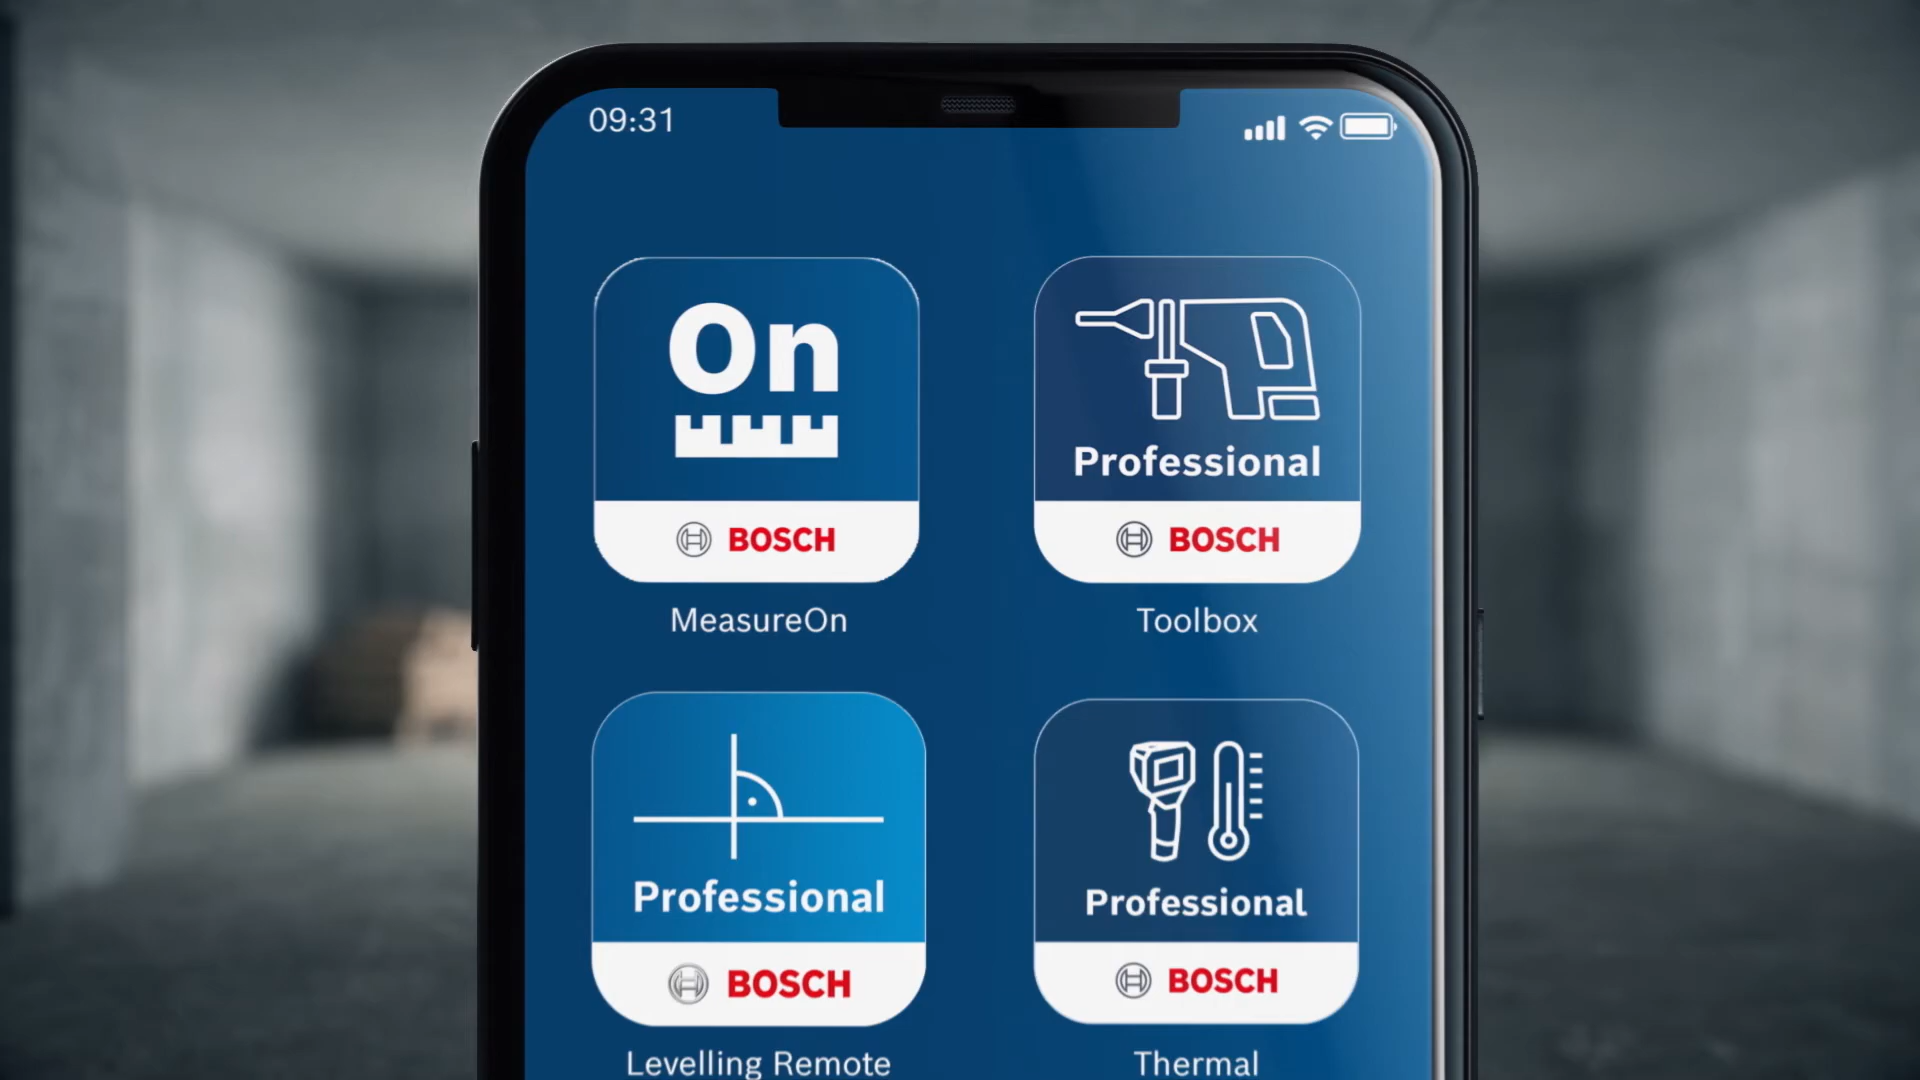 09:31
On
BOSCH
MeasureOn
Professional
BOSCH
Toolbox
Professional
BOSCH
Levelling Remote
Professional
BOSCH
Thermal